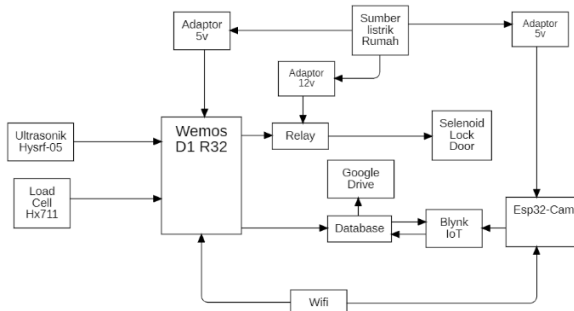 Adaptor
5v
Sumber
listrik
Rumah
Adaptor
5v
Adaptor
12v
Wemos
D1 R32
Relay
Selenoid
Lock
Door
Ultrasonik
Hysrf-05
Load
Cell
Hx711
Google
Drive
Database
Blynk
IoT
Esp32-Cam
Wifi